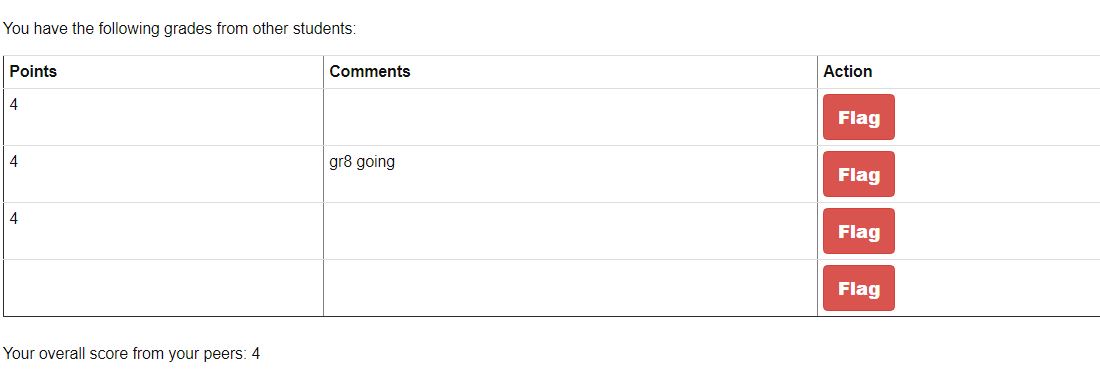 You have the following grades from other students:
Points Comments Action
4 Flag
4 gr8 going Flag
4 Flag
Flag
Your overall score from your peers: 4